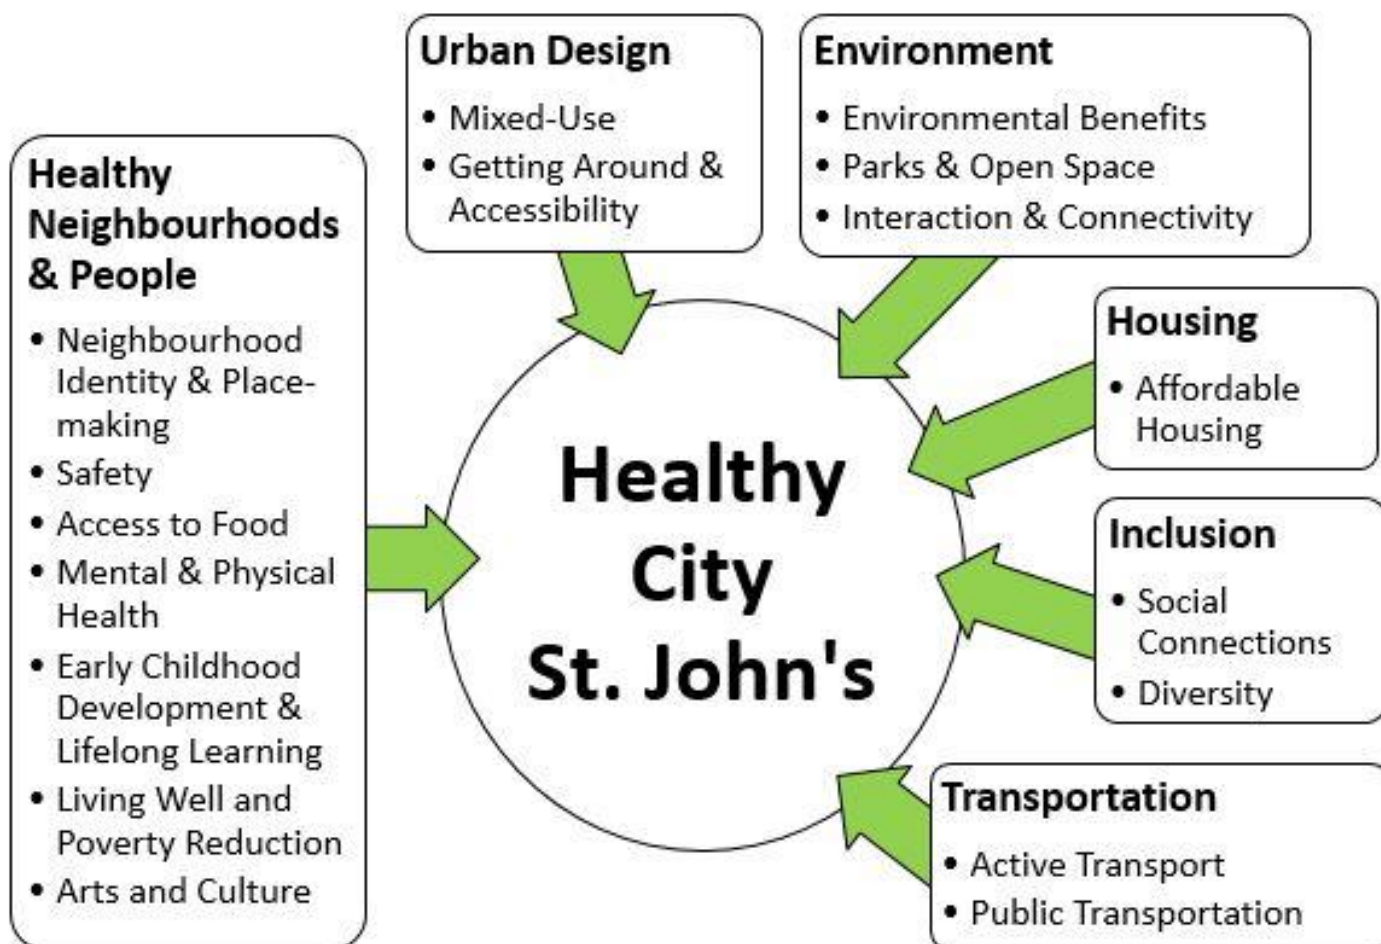 Urban Design
• Mixed-Use
• Getting Around &
Accessibility
Environment
• Environmental Benefits
• Parks & Open Space
• Interaction & Connectivity
Healthy
Neighbourhoods
& People
• Neighbourhood
Identity & Place-
making
• Safety
• Access to Food
• Mental & Physical
Health
• Early Childhood
Development &
Lifelong Learning
• Living Well and
Poverty Reduction
• Arts and Culture
Healthy
City
St. John's
Housing
• Affordable
Housing
Inclusion
• Social
Connections
• Diversity
Transportation
• Active Transport
• Public Transportation